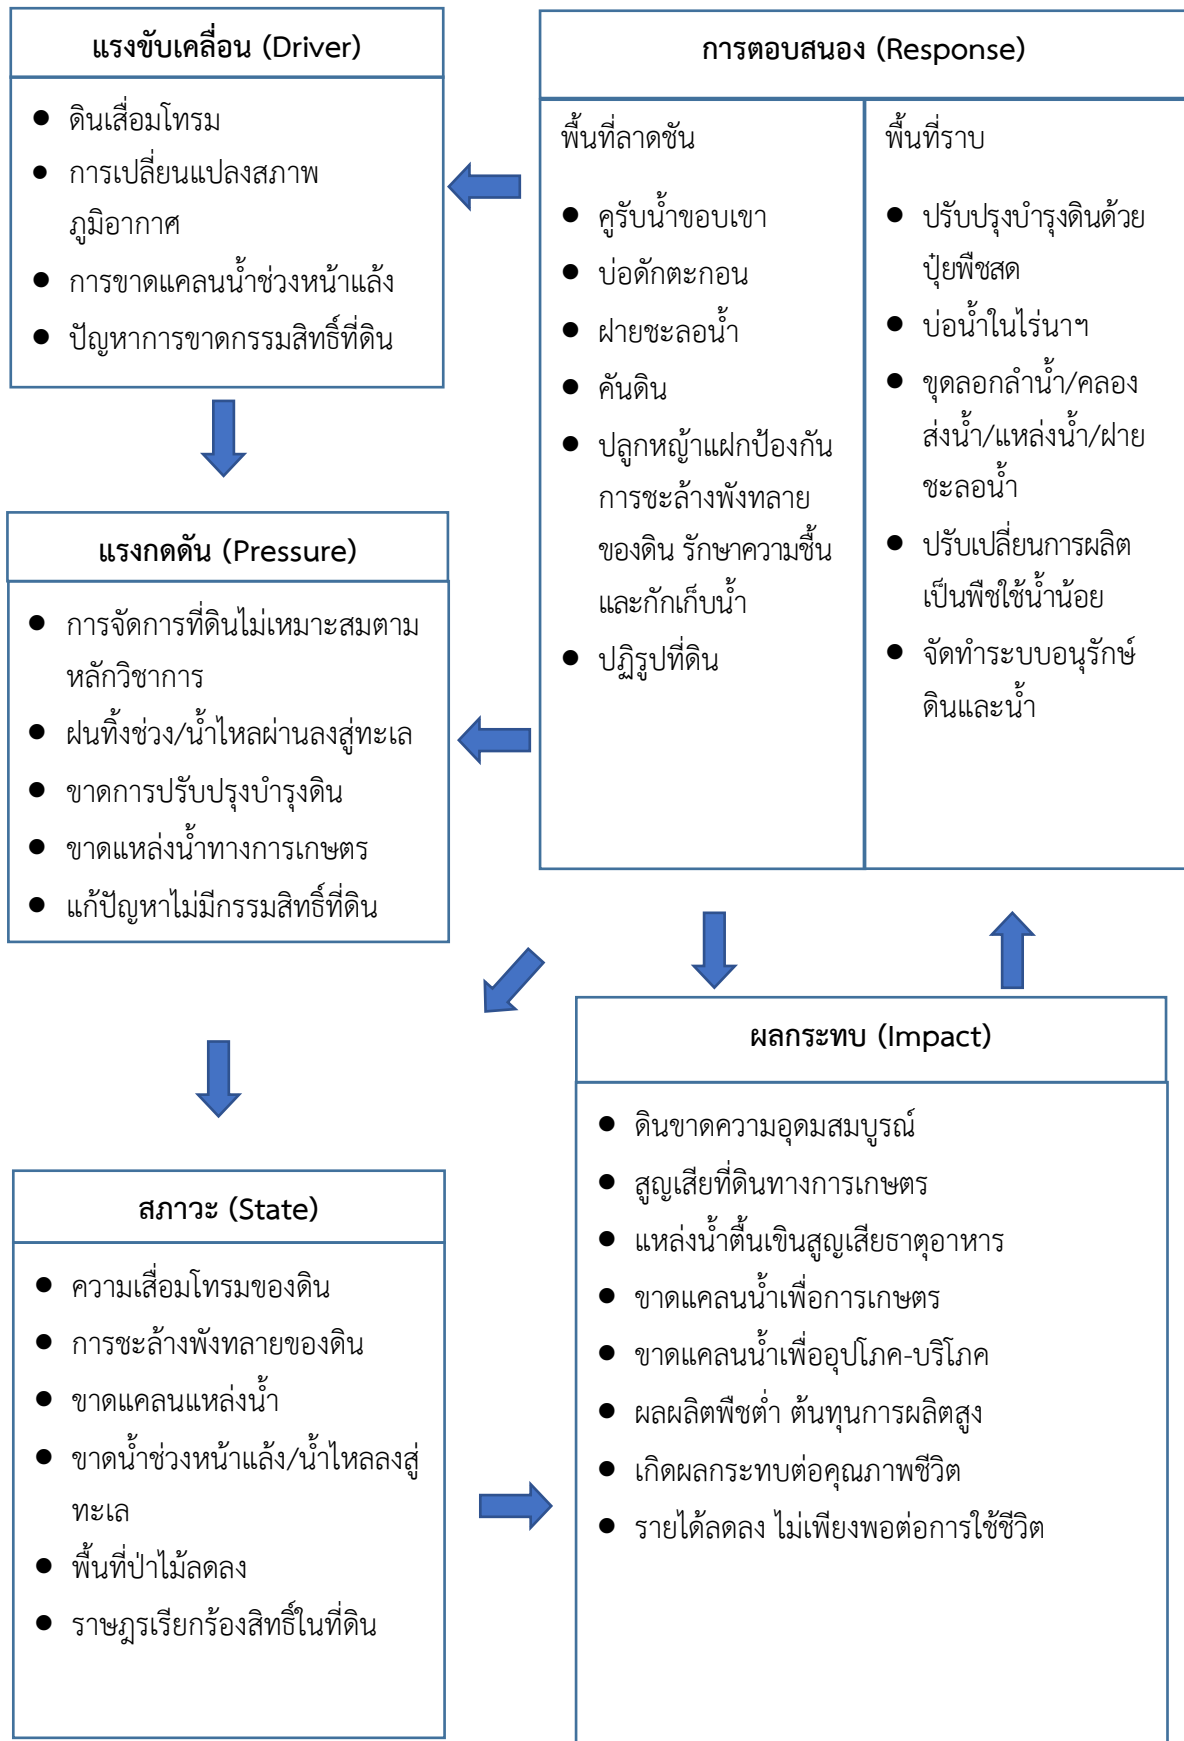 แรงขับเคลื่อน (Driver)
ดินเสื่อมโทรม
การเปลี่ยนแปลงสภาพ
ภูมิอากาศ
การขาดแคลนน้ำช่วงหน้าแล้ง
ปัญหาการขาดกรรมสิทธิ์ที่ดิน
การตอบสนอง (Response)
พื้นที่ลาดชัน
คูรับน้ำขอบเขา
บ่อดักตะกอน
ฝายชะลอน้ำ
คันดิน
ปลูกหญ้าแฝกป้องกัน
การชะล้างพังทลาย
ของดิน รักษาความชื้น
และกักเก็บน้ำ
ปฏิรูปที่ดิน
พื้นที่ราบ
ปรับปรุงบำรุงดินด้วย
ปุ๋ยพืชสด
บ่อน้ำในไร่นาฯ
ขุดลอกลำน้ำ/คลอง
ส่งน้ำ/แหล่งน้ำ/ฝาย
ชะลอน้ำ
ปรับเปลี่ยนการผลิต
เป็นพืชใช้น้ำน้อย
จัดทำระบบอนุรักษ์
ดินและน้ำ
แรงกดดัน (Pressure)
การจัดการที่ดินไม่เหมาะสมตาม
หลักวิชาการ
ฝนทิ้งช่วง/น้ำไหลผ่านลงสู่ทะเล
ขาดการปรับปรุงบำรุงดิน
ขาดแหล่งน้ำทางการเกษตร
แก้ปัญหาไม่มีกรรมสิทธิ์ที่ดิน
สภาวะ (State)
ความเสื่อมโทรมของดิน
การชะล้างพังทลายของดิน
ขาดแคลนแหล่งน้ำ
ขาดน้ำช่วงหน้าแล้ง/น้ำไหลลงสู่
ทะเล
พื้นที่ป่าไม้ลดลง
ราษฎรเรียกร้องสิทธิ์ในที่ดิน
ผลกระทบ (Impact)
ดินขาดความอุดมสมบูรณ์
สูญเสียที่ดินทางการเกษตร
แหล่งน้ำตื้นเขินสูญเสียธาตุอาหาร
ขาดแคลนน้ำเพื่อการเกษตร
ขาดแคลนน้ำเพื่ออุปโภค-บริโภค
ผลผลิตพืชต่ำ ต้นทุนการผลิตสูง
เกิดผลกระทบต่อคุณภาพชีวิต
รายได้ลดลง ไม่เพียงพอต่อการใช้ชีวิต